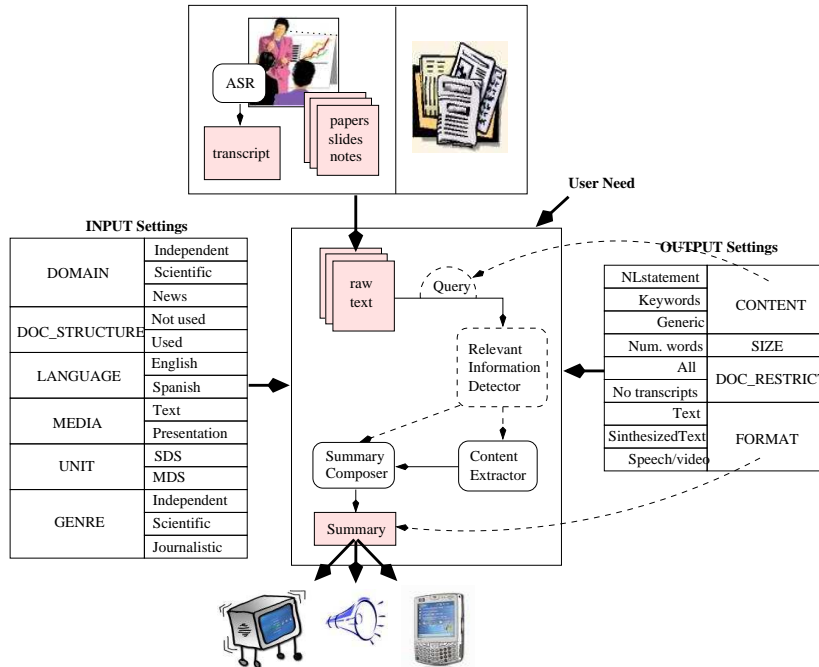 ASR
transcript
papers
slides
notes
User Need
INPUT Settings
DOMAIN
Independent
Scientific
News
DOC_STRUCTURE
Not used
Used
LANGUAGE
English
Spanish
MEDIA
Text
Presentation
UNIT
SDS
MDS
GENRE
Independent
Scientific
Journalistic
raw
text
Query
Relevant
Information
Detector
Summary
Composer
Content
Extractor
Summary
OUTPUT Settings
NLstatement
Keywords
Generic
CONTENT
Num. words
SIZE
All
No transcripts
DOC_RESTRICT
Text
SinthesizedText
Speech/video
FORMAT